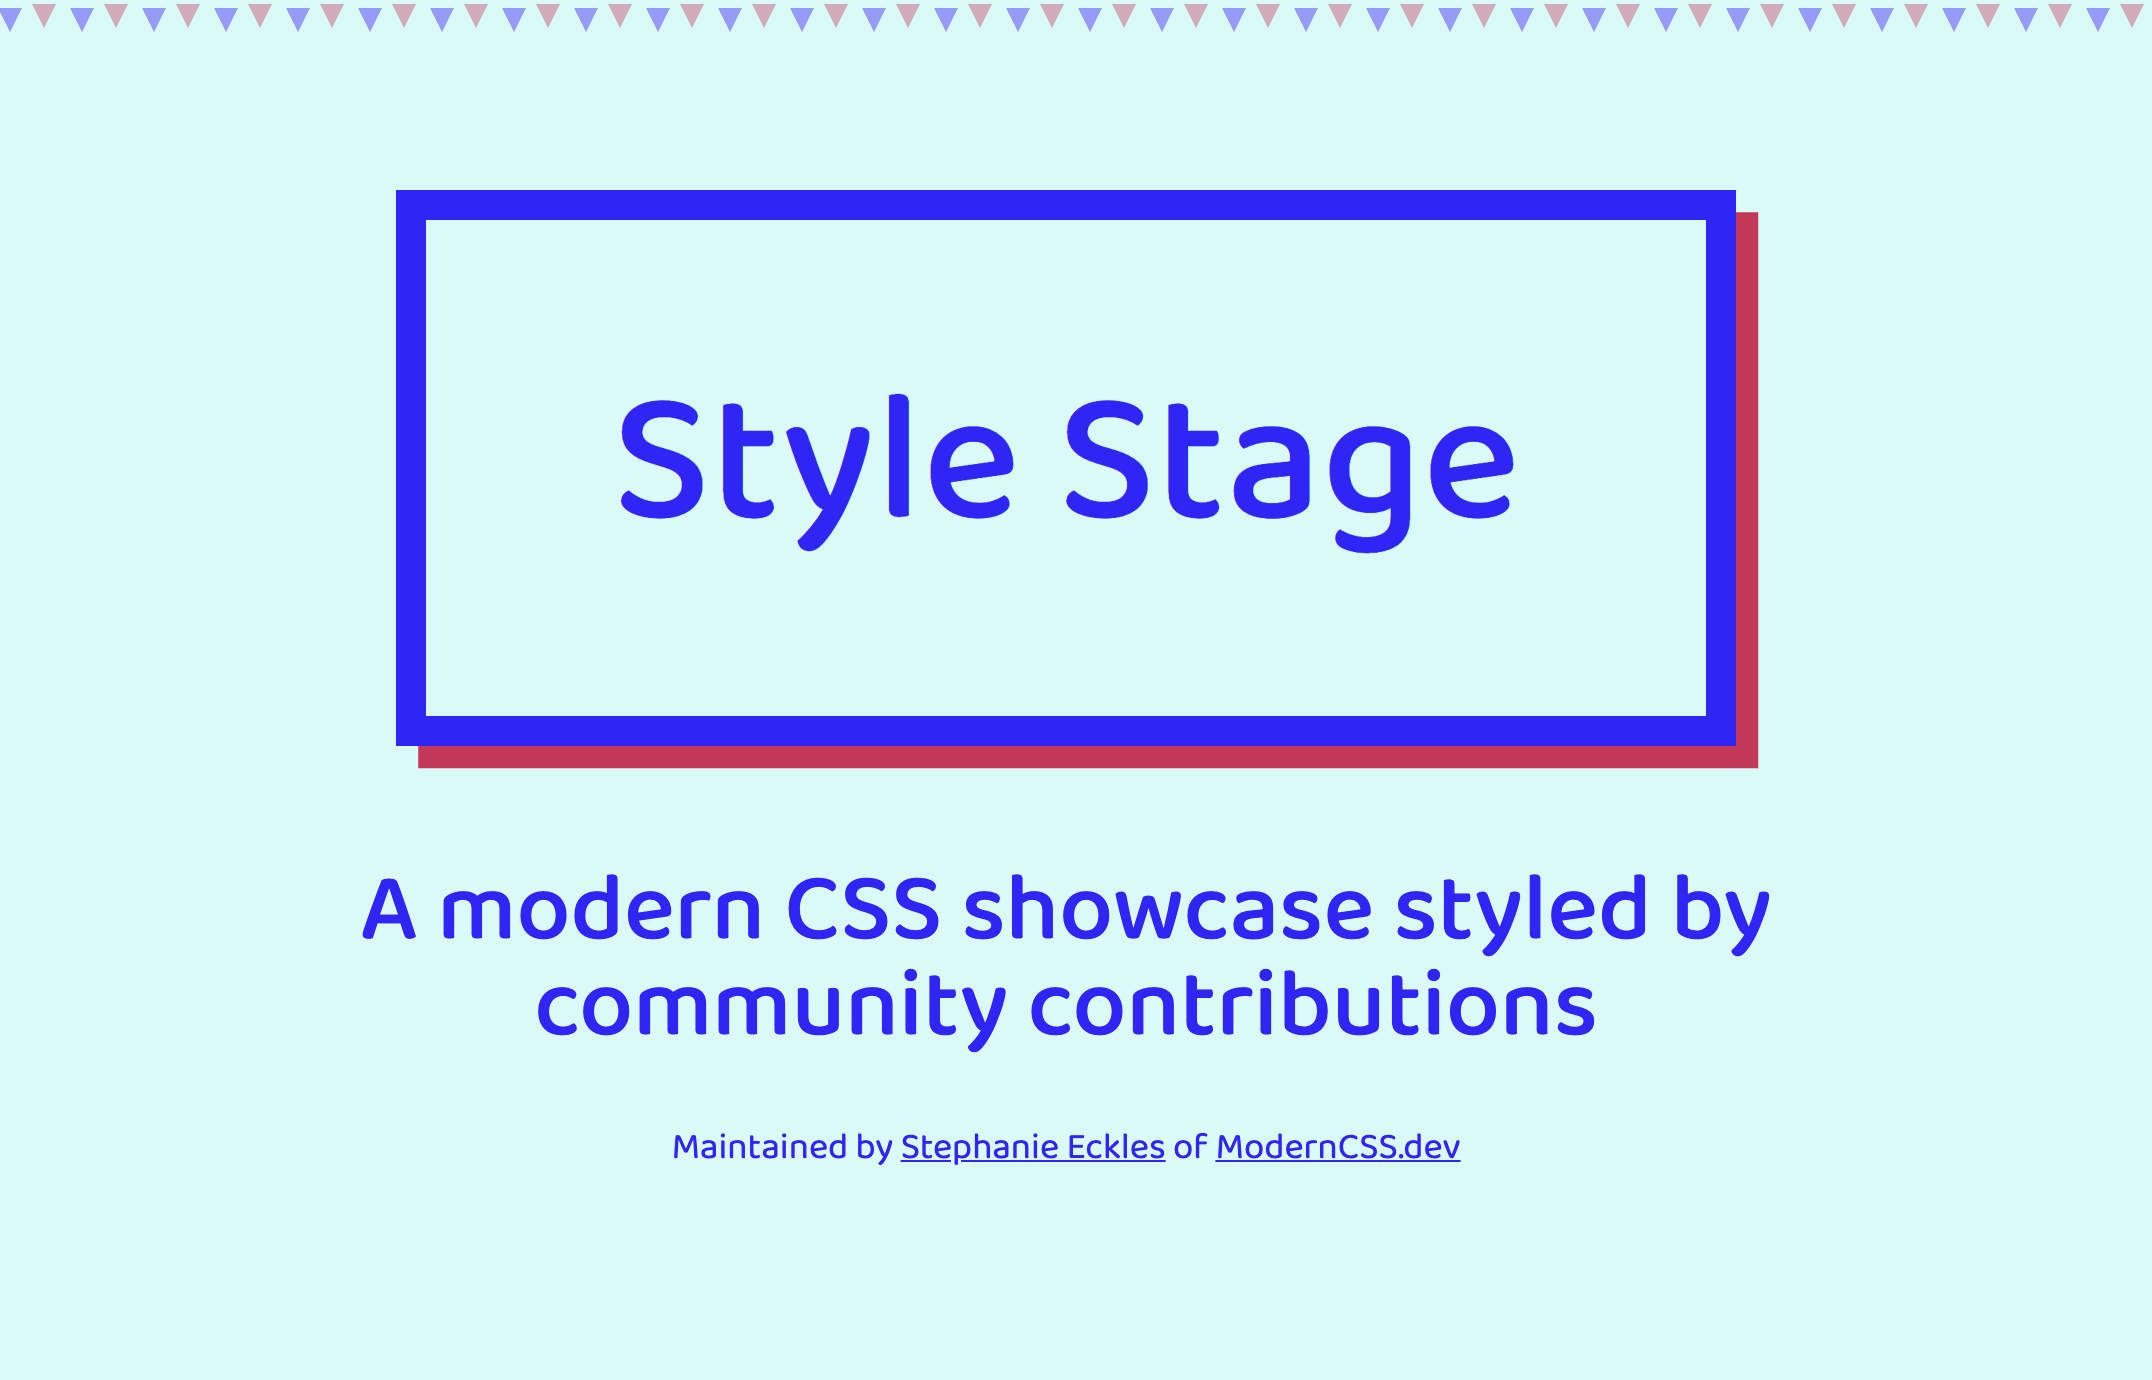 Style Stage
A modern CSS showcase styled by
community contributions
Maintained by Stephanie Eckles of ModernCSS.dev